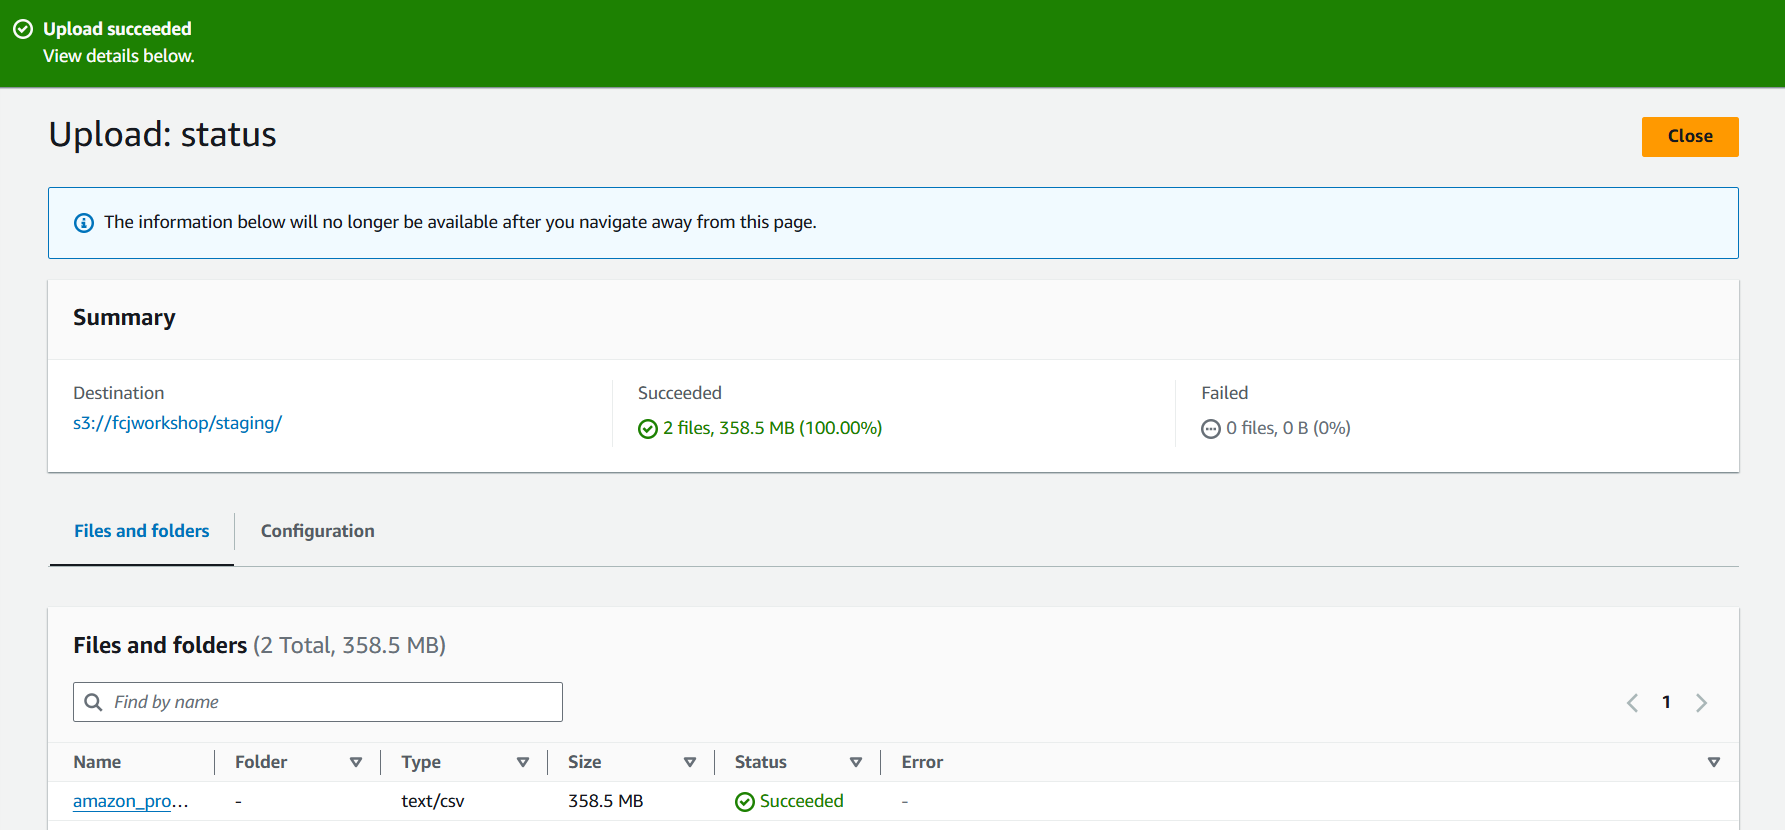 Upload succeeded
View details below.
Upload: status
Close
The information below will no longer be available after you navigate away from this page.
Summary
Destination
Succeeded
Failed
s3://fcjworkshop/staging/
2 files, 358.5 MB (100.00%)
0 files, 0 B (0%)
Files and folders
Configuration
Files and folders (2 Total, 358.5 MB)
Find by name
1
Name Folder Type Size Status Error
amazon_pro... - text/csv 358.5 MB Succeeded -